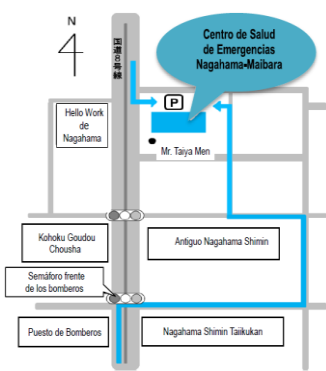 N
国道8号線
Centro de Salud
de Emergencias
Nagahama-Maibara
P
Hello Work
de
Nagahama
Mr. Taiya Men
Kohoku Goudou
Chousha
Antiguo Nagahama Shimin
Semáforo frente
de los bomberos
Puesto de Bomberos
Nagahama Shimin Taiikukan